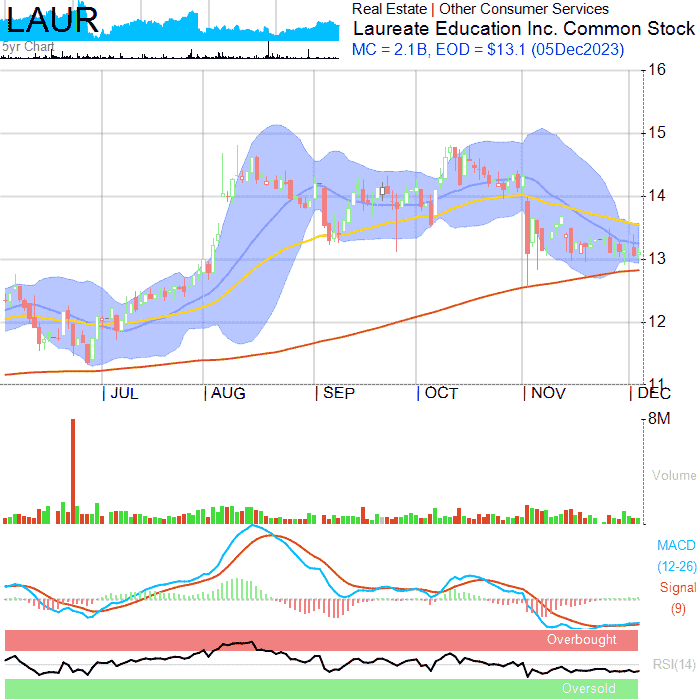 LAUR
Real Estate | Other Consumer Services
Laureate Education Inc. Common Stock
5yr Chart
MC = 2.1B, EOD = $13.1 (05Dec2023)
16
15
14
13
12
11
JUL AUG SEP OCT NOV DEC
8M
Volume
MACD
(12-26)
Signal
(9)
Overbought
RSI(14)
Oversold